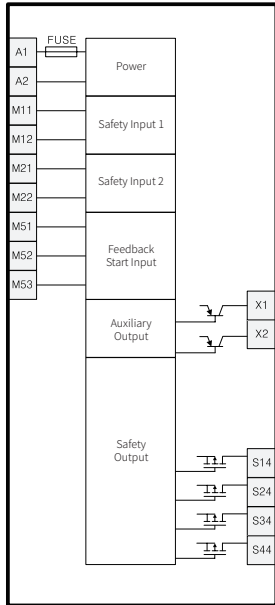 A1
FUSE
A2
Power
M11
M12
Safety Input 1
M21
M22
Safety Input 2
M51
M52
M53
Feedback
Start Input
Auxiliary
Output
X1
X2
Safety
Output
S14
S24
S34
S44